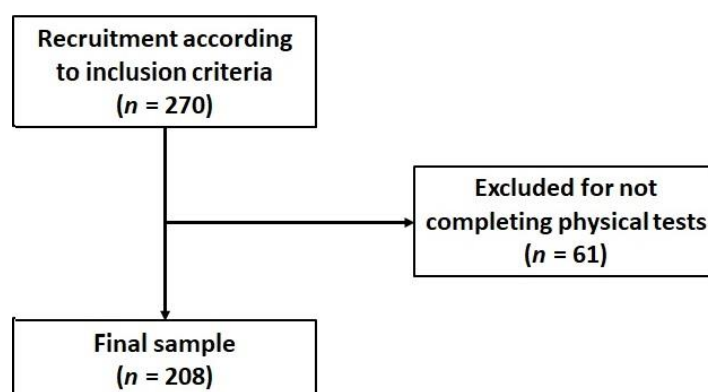 Recruitment according
to inclusion criteria
(n = 270)
Excluded for not
completing physical tests
(n = 61)
Final sample
(n = 208)